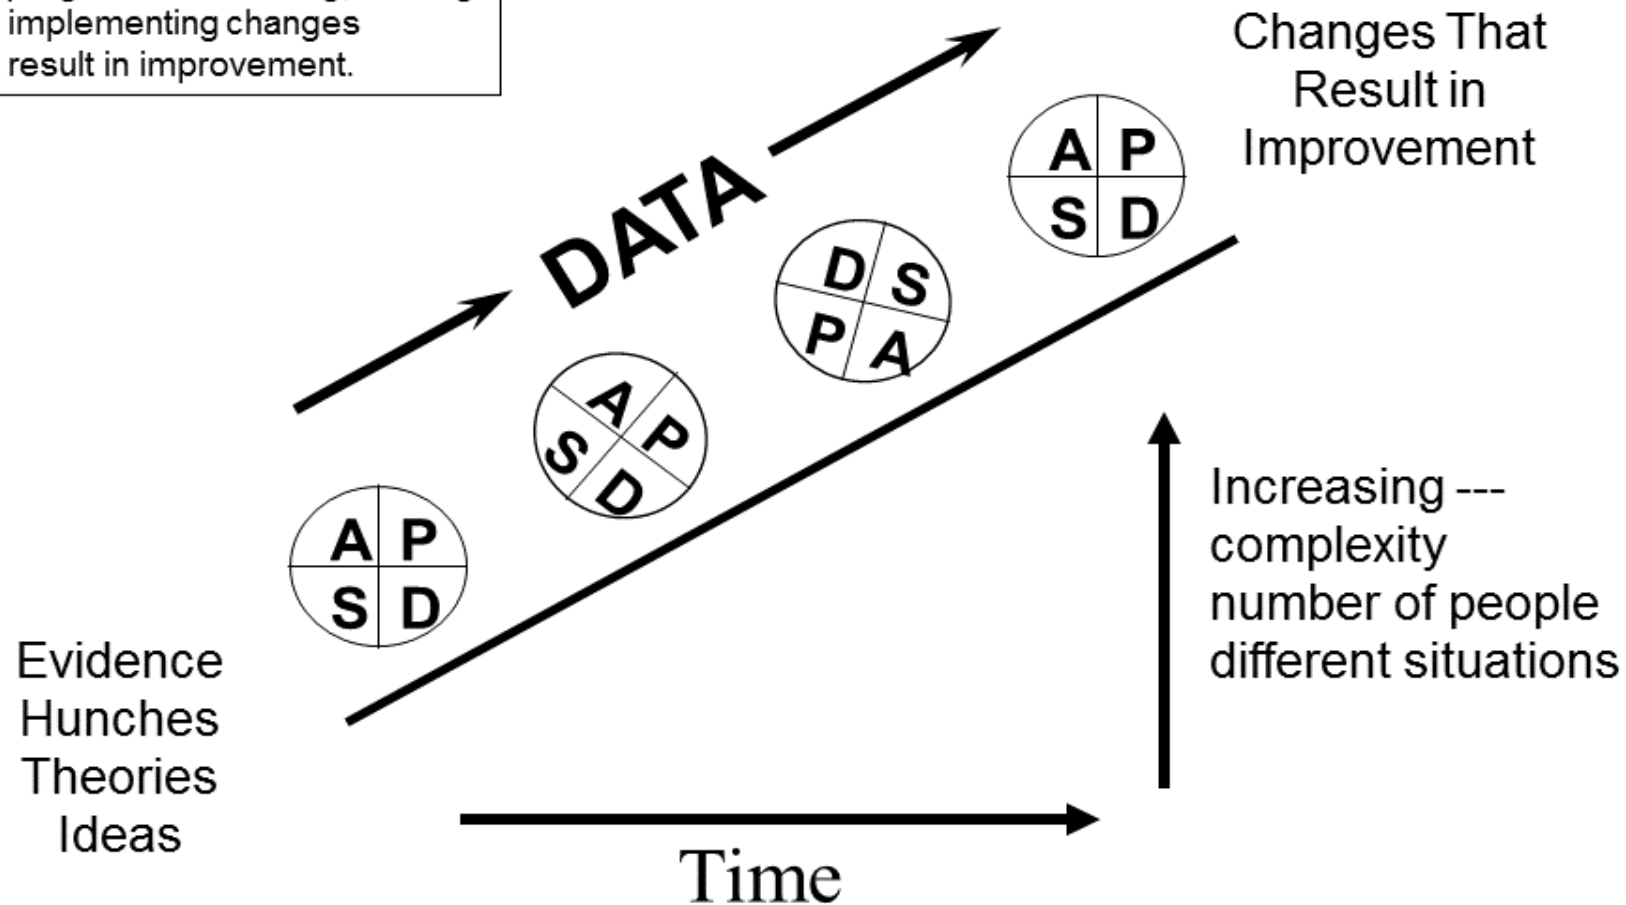 implementing changes
result in improvement.
Changes That
Result in
Improvement
DATA
A P
S D
D S
P A
A P
S D
A P
S D
Increasing ---
complexity
number of people
different situations
Evidence
Hunches
Theories
Ideas
Time